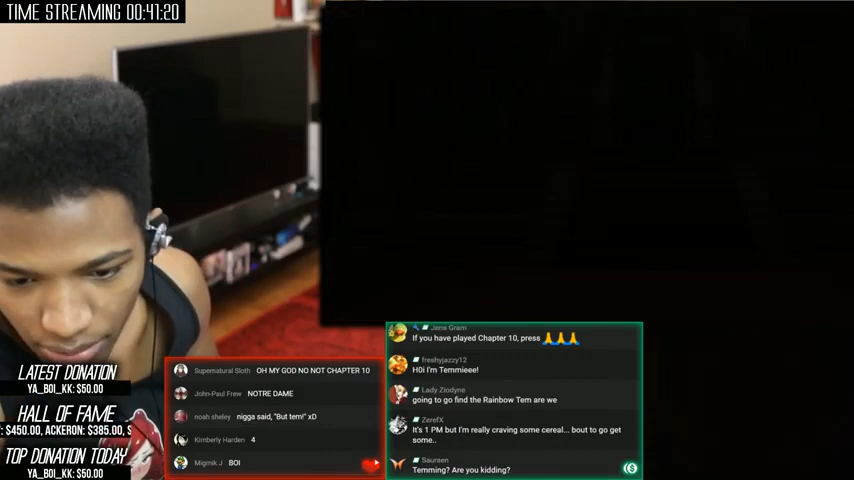 TIME STREAMING 00:41:20
LATEST DONATION
YA_BOI_KK: $50.00
HALL OF FAME
: $450.00, ACKERON: $385.00,
TOP DONATION TODAY
YA_BOI_KK: $50.00
Supernatural Sloth OH MY GOD NO NOT CHAPTER 10
John-Paul Frew NOTRE DAME
noah sheley nigga said, "But tem!" xD
Kimberly Harden 4
Migmik J BOI
Jens Gram
If you have played Chapter 10, press 🙏🙏🙏
freshyjazzy12
H0i I'm Temmieee!
Lady Ziodyne
going to go find the Rainbow Tem are we
ZerefX
It's 1 PM but I'm really craving some cereal... bout to go get
some..
Sauraen
Temming? Are you kidding?